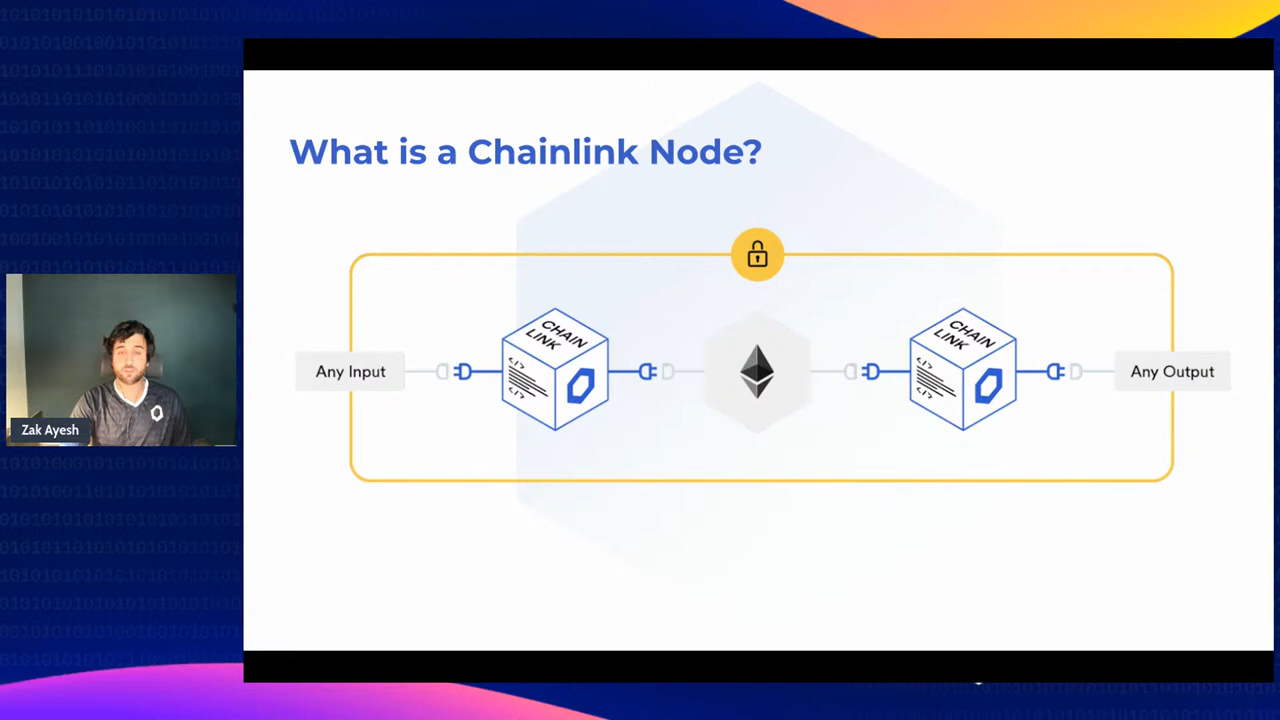 What is a Chainlink Node?
Any Input
CHAIN
LINK
</>
</>
CHAIN
LINK
</>
</>
Any Output
Zak Ayesh